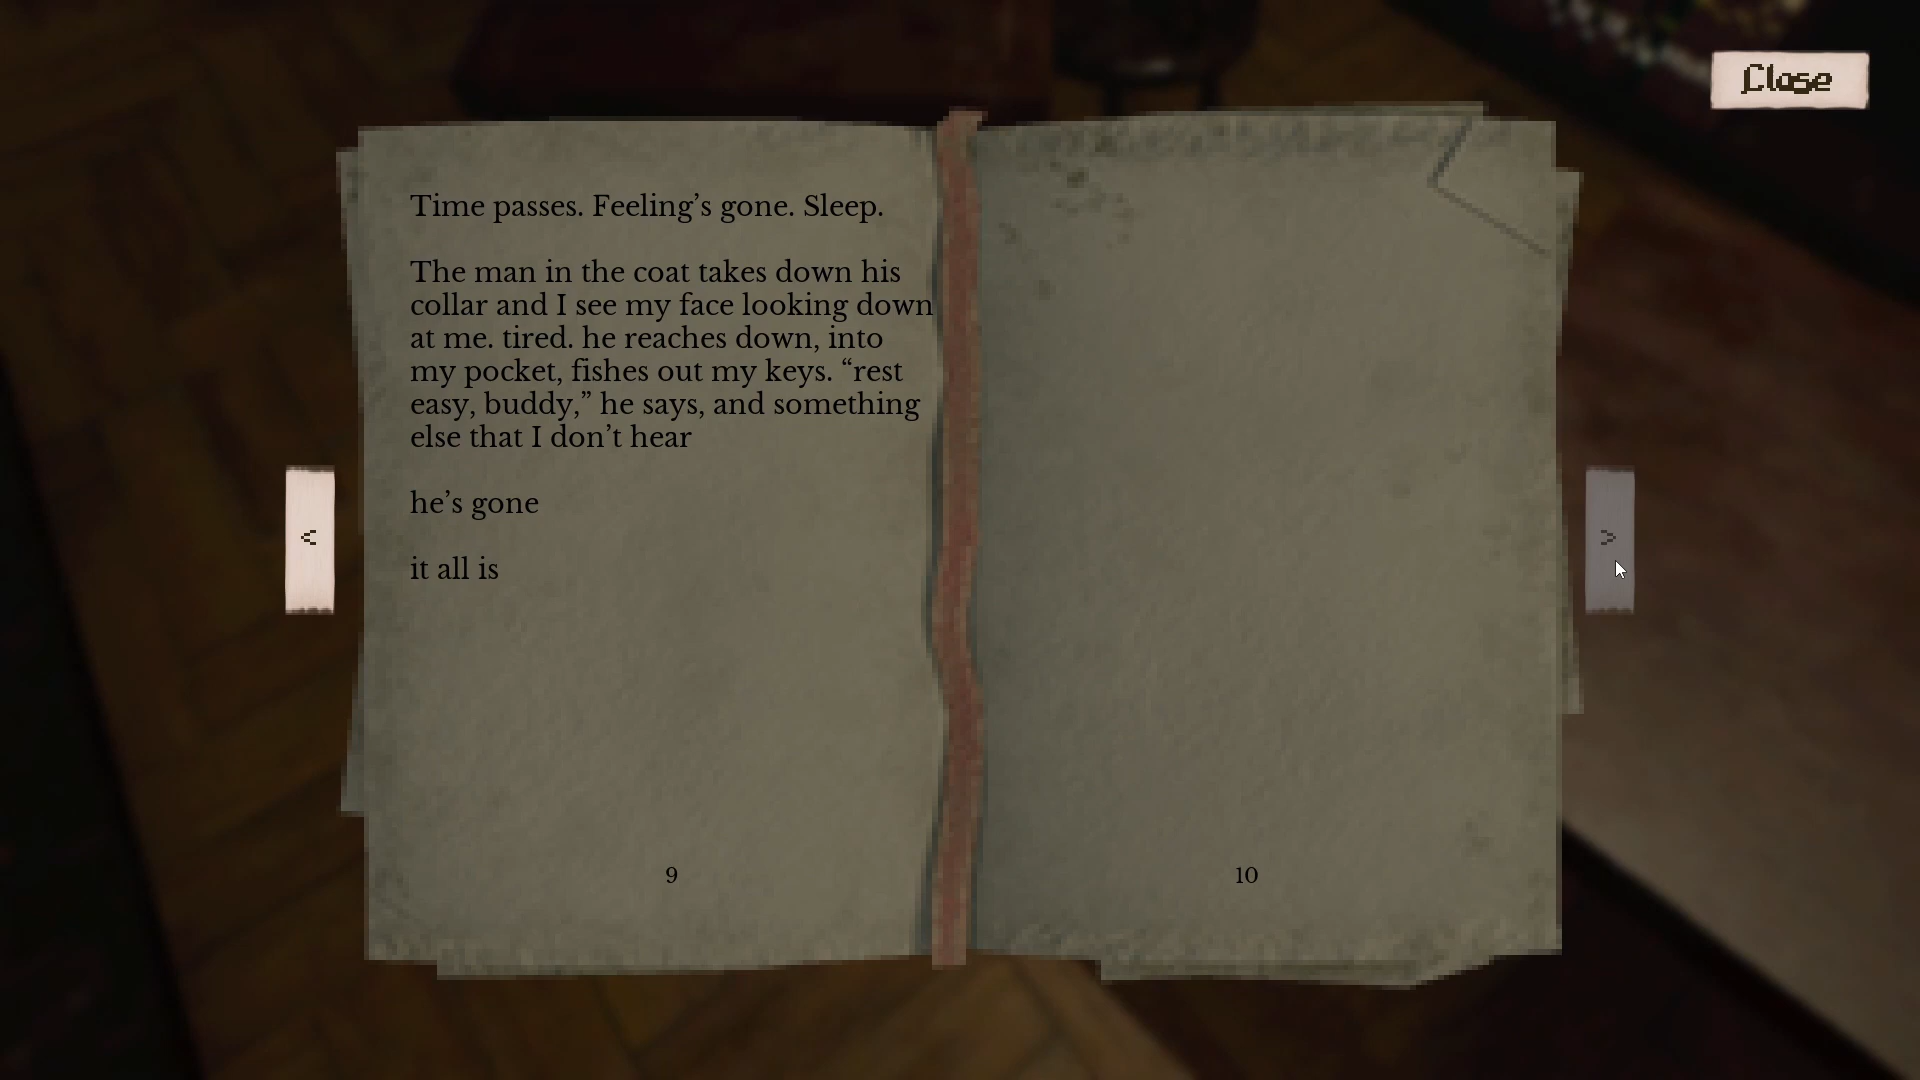 Close
Time passes. Feeling’s gone. Sleep.
The man in the coat takes down his
collar and I see my face looking down
at me. tired. he reaches down, into
my pocket, fishes out my keys. “rest
easy, buddy,” he says, and something
else that I don’t hear
he’s gone
<
>
it all is
9
10